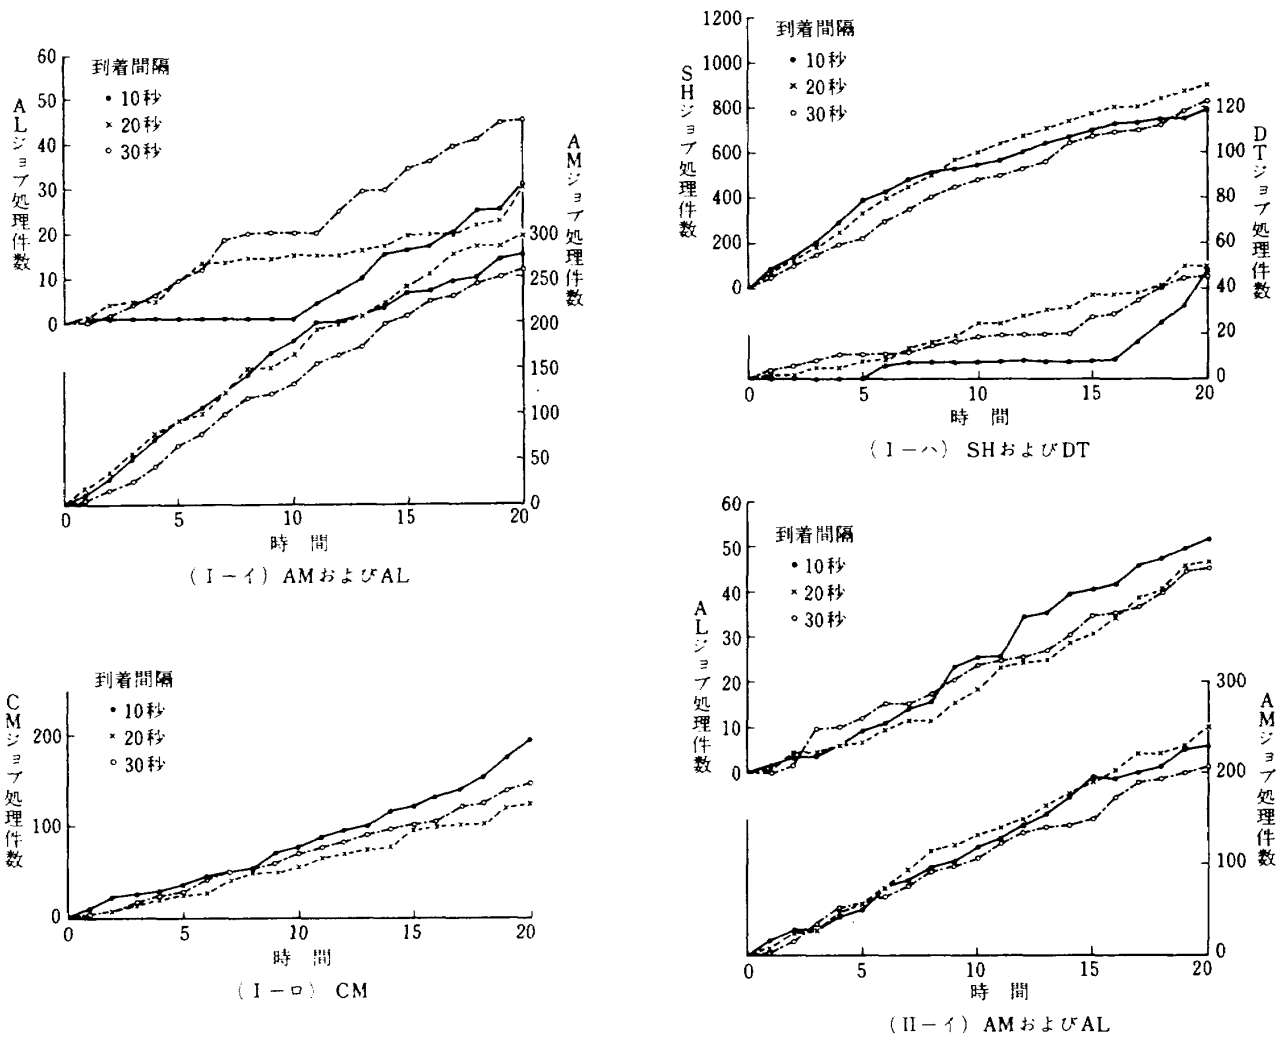 到着間隔
• 10秒
× 20秒
○ 30秒
ALジョブ処理件数
60
50
40
30
20
10
0
AMジョブ処理件数
300
250
200
150
100
50
0
0 5 10 15 20
時 間
(I－イ) AMおよびAL
到着間隔
• 10秒
× 20秒
○ 30秒
CMジョブ処理件数
200
100
0
0 5 10 15 20
時 間
(I－ロ) CM
到着間隔
• 10秒
× 20秒
○ 30秒
SHジョブ処理件数
1200
1000
800
600
400
200
0
DTジョブ処理件数
120
100
80
60
40
20
0
0 5 10 15 20
時 間
(I－ハ) SHおよびDT
到着間隔
• 10秒
× 20秒
○ 30秒
ALジョブ処理件数
60
50
40
30
20
10
0
AMジョブ処理件数
300
200
100
0
0 5 10 15 20
時 間
(II－イ) AMおよびAL